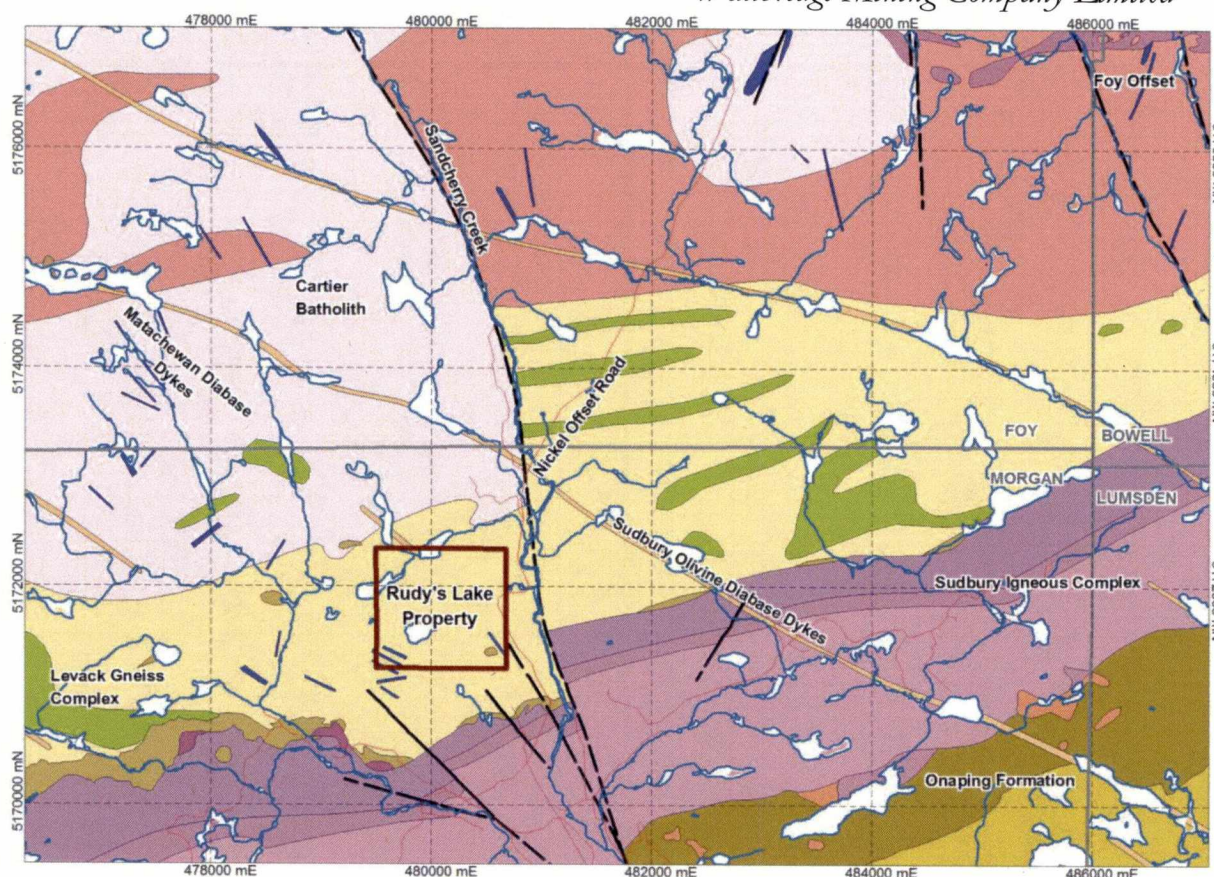 Mining Company Limited
478000 mE
480000 mE
482000 mE
484000 mE
486000 mE
Foy Offset
5176000 mN
Sandcherry Creek
Cartier
Batholith
Matachewan Diabase
Dykes
5174000 mN
Nickel Offset Road
FOY
BOWELL
MORGAN
LUMSDEN
Sudbury Olivine Diabase Dykes
5172000 mN
Rudy's Lake
Property
Sudbury Igneous Complex
Levack Gneiss
Complex
Onaping Formation
5170000 mN
478000 mE
480000 mE
482000 mE
484000 mE
486000 mE